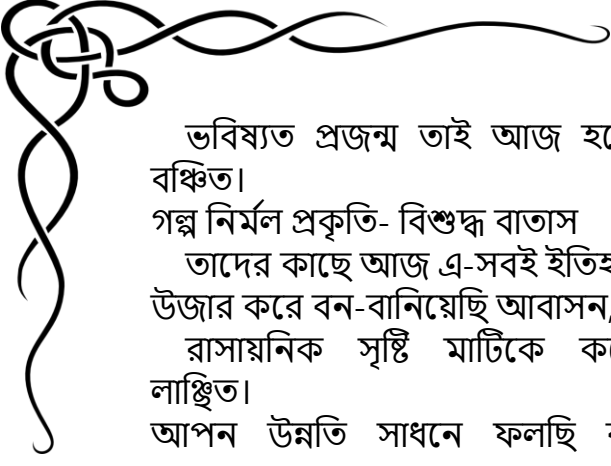 ভবিষ্যত প্রজন্ম তাই আজ
বঞ্চিত।
গল্প নির্মল প্রকৃতি- বিশুদ্ধ বাতাস
তাদের কাছে আজ এ-সবই
উজার করে বন-বানিয়েছি আবাসন,
রাসায়নিক সৃষ্টি মাটিকে
লাঞ্ছিত।
আপন উন্নতি সাধনে ফলছি